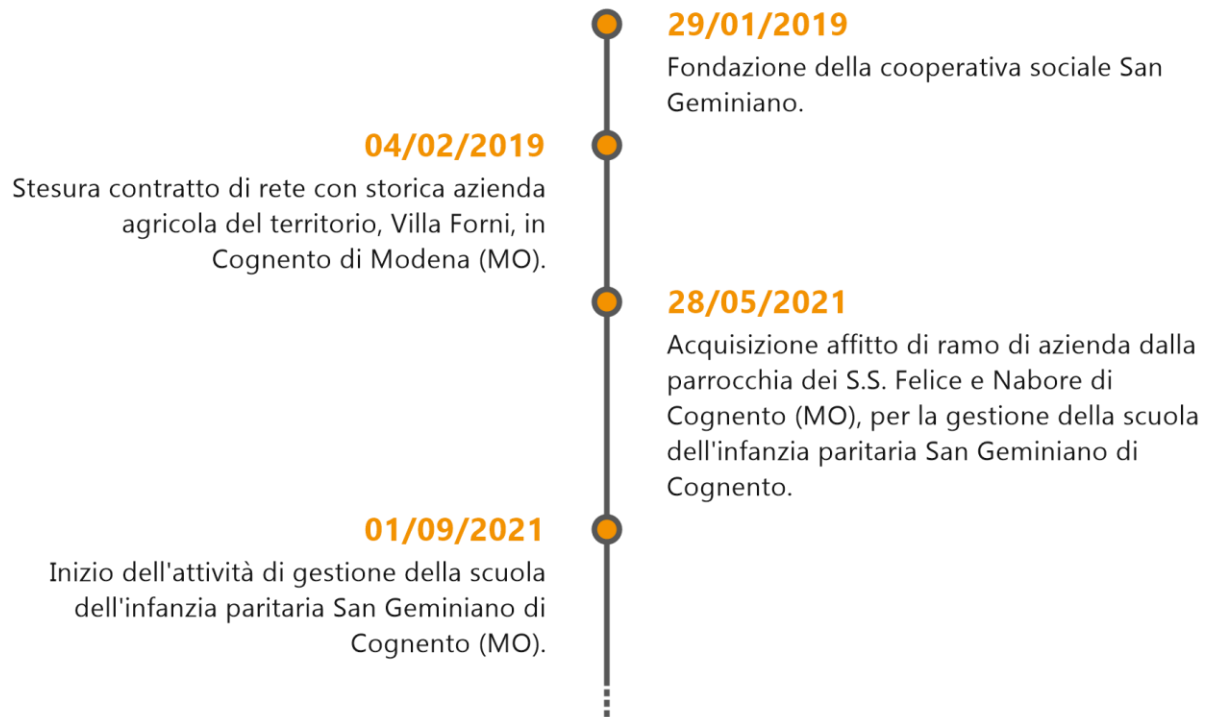 29/01/2019
Fondazione della cooperativa sociale San
Geminiano.
04/02/2019
Stesura contratto di rete con storica azienda
agricola del territorio, Villa Forni, in
Cognento di Modena (MO).
28/05/2021
Acquisizione affitto di ramo di azienda dalla
parrocchia dei S.S. Felice e Nabore di
Cognento (MO), per la gestione della scuola
dell'infanzia paritaria San Geminiano di
Cognento.
01/09/2021
Inizio dell'attività di gestione della scuola
dell'infanzia paritaria San Geminiano di
Cognento (MO).